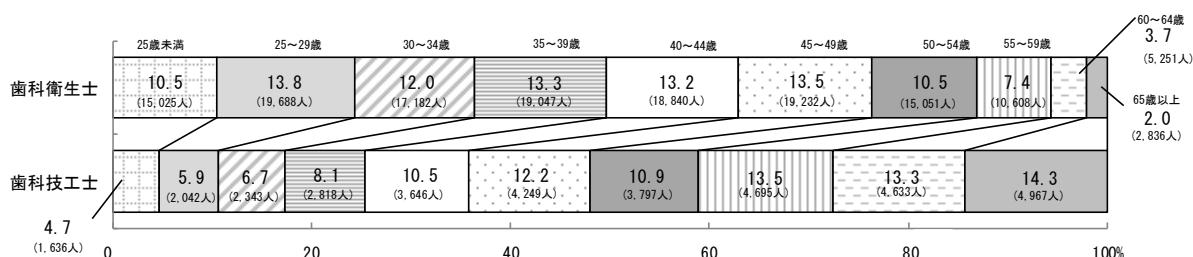 25歳未満 25～29歳 30～34歳 35～39歳 40～44歳 45～49歳 50～54歳 55～59歳 60～64歳
3.7
(5,251人)
歯科衛生士 10.5 13.8 12.0 13.3 13.2 13.5 10.5 7.4
(15,025人) (19,688人) (17,182人) (19,047人) (18,840人) (19,232人) (15,051人) (10,608人)
65歳以上
2.0
(2,836人)
歯科技工士 5.9 6.7 8.1 10.5 12.2 10.9 13.5 13.3 14.3
(2,042人) (2,343人) (2,818人) (3,646人) (4,249人) (3,797人) (4,695人) (4,633人) (4,967人)
4.7
(1,636人)
0 20 40 60 80 100%